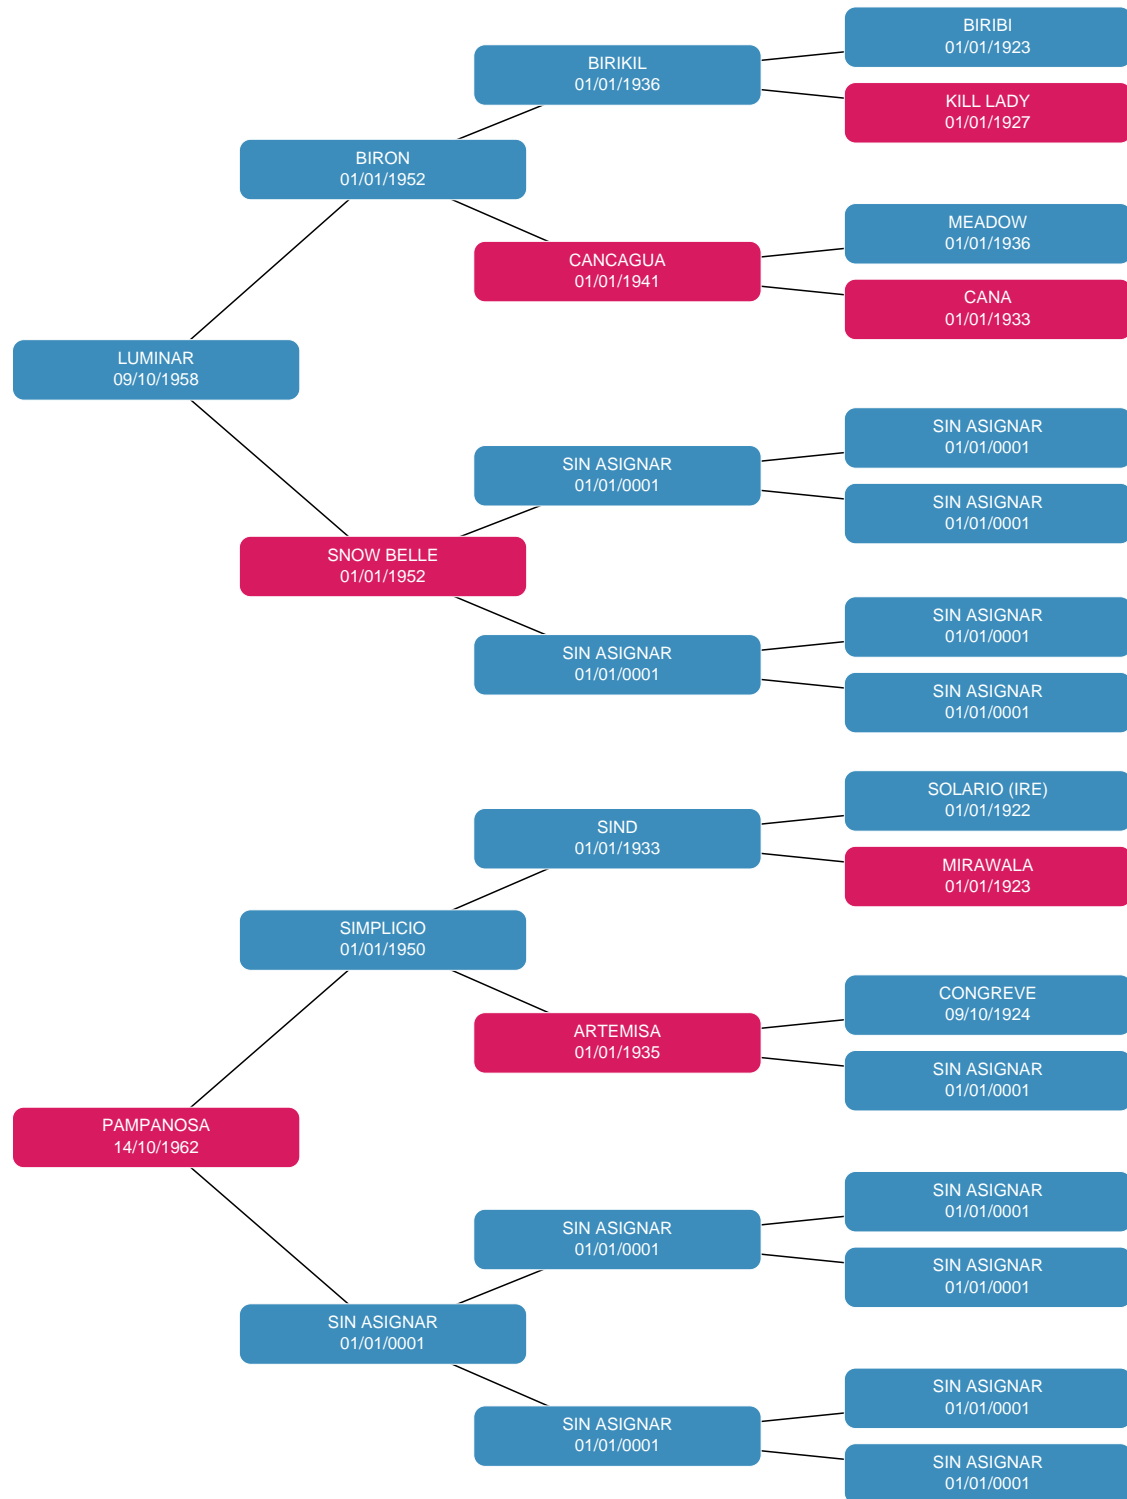 BIRIBI
01/01/1923
BIRIKIL
01/01/1936
KILL LADY
01/01/1927
BIRON
01/01/1952
MEADOW
01/01/1936
CANCAGUA
01/01/1941
CANA
01/01/1933
LUMINAR
09/10/1958
SIN ASIGNAR
01/01/0001
SIN ASIGNAR
01/01/0001
SIN ASIGNAR
01/01/0001
SNOW BELLE
01/01/1952
SIN ASIGNAR
01/01/0001
SIN ASIGNAR
01/01/0001
SIN ASIGNAR
01/01/0001
SOLARIO (IRE)
01/01/1922
SIND
01/01/1933
MIRAWALA
01/01/1923
SIMPLICIO
01/01/1950
CONGREVE
09/10/1924
ARTEMISA
01/01/1935
SIN ASIGNAR
01/01/0001
PAMPANOSA
14/10/1962
SIN ASIGNAR
01/01/0001
SIN ASIGNAR
01/01/0001
SIN ASIGNAR
01/01/0001
SIN ASIGNAR
01/01/0001
SIN ASIGNAR
01/01/0001
SIN ASIGNAR
01/01/0001
SIN ASIGNAR
01/01/0001